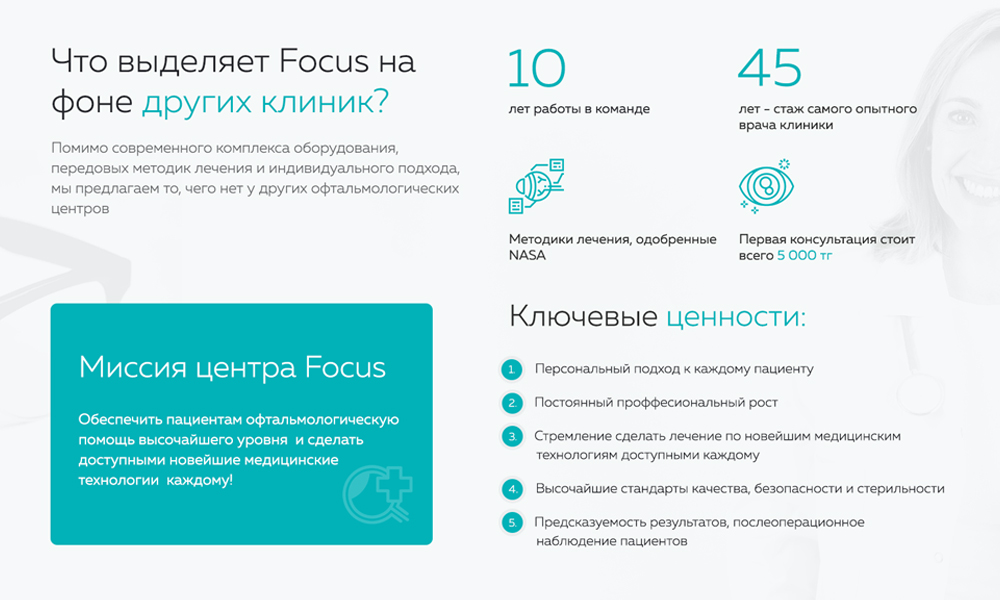 Что выделяет Focus на
фоне других клиник?
Помимо современного комплекса оборудования,
передовых методик лечения и индивидуального подхода,
мы предлагаем то, чего нет у других офтальмологических
центров
10
лет работы в команде
45
лет - стаж самого опытного
врача клиники
Методики лечения, одобренные
NASA
Первая консультация стоит
всего 5 000 тг
Миссия центра Focus
Обеспечить пациентам офтальмологическую
помощь высочайшего уровня и сделать
доступными новейшие медицинские
технологии каждому!
Ключевые ценности:
1. Персональный подход к каждому пациенту
2. Постоянный проффесиональный рост
3. Стремление сделать лечение по новейшим медицинским
технологиям доступными каждому
4. Высочайшие стандарты качества, безопасности и стерильности
5. Предсказуемость результатов, послеоперационное
наблюдение пациентов